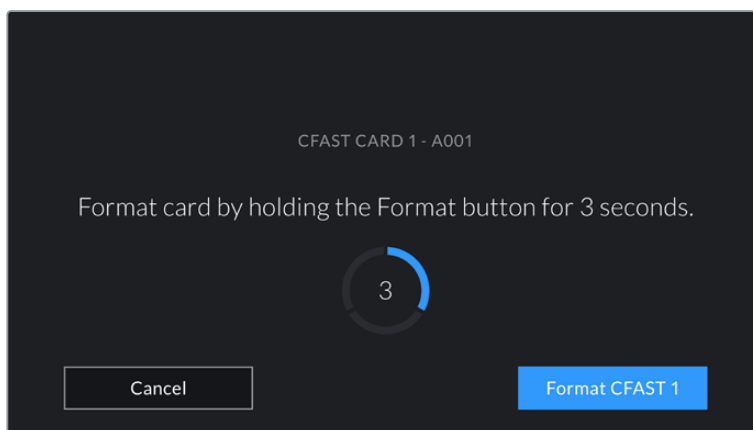 CFAST CARD 1 - A001
Format card by holding the Format button for 3 seconds.
3
Cancel
Format CFAST 1